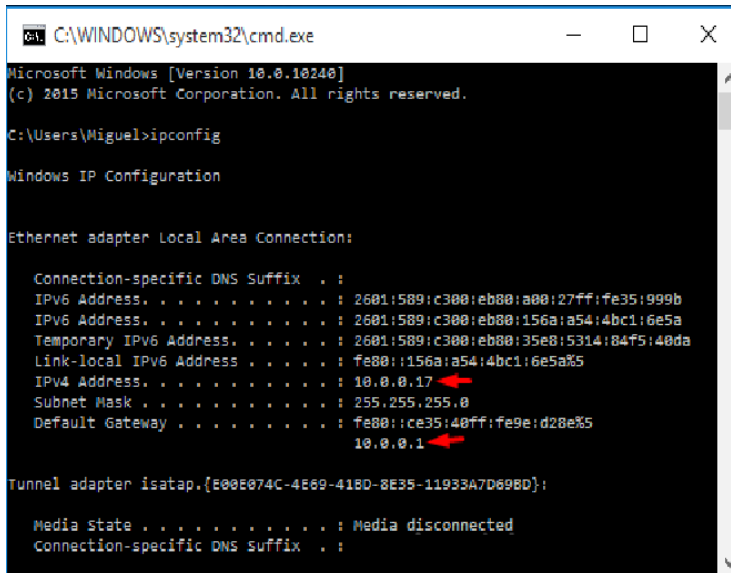 C:\WINDOWS\system32\cmd.exe
Microsoft Windows [Version 10.0.10240]
(c) 2015 Microsoft Corporation. All rights reserved.
C:\Users\Miguel>ipconfig
Windows IP Configuration
Ethernet adapter Local Area Connection:
Connection-specific DNS Suffix . :
IPv6 Address. . . . . . . . . . . : 2601:589:c300:eb80:a00:27ff:fe35:999b
IPv6 Address. . . . . . . . . . . : 2601:589:c300:eb80:156a:a54:4bc1:6e5a
Temporary IPv6 Address. . . . . . : 2601:589:c300:eb80:35e8:5314:84f5:40da
Link-local IPv6 Address . . . . . : fe80::156a:a54:4bc1:6e5a%5
IPv4 Address. . . . . . . . . . . : 10.0.0.17
Subnet Mask . . . . . . . . . . . : 255.255.255.0
Default Gateway . . . . . . . . . : fe80::ce35:40ff:fe9e:d28e%5
10.0.0.1
Tunnel adapter isatap.{E00E074C-4E69-41BD-8E35-11933A7D69BD}:
Media State . . . . . . . . . . . : Media disconnected
Connection-specific DNS Suffix . :